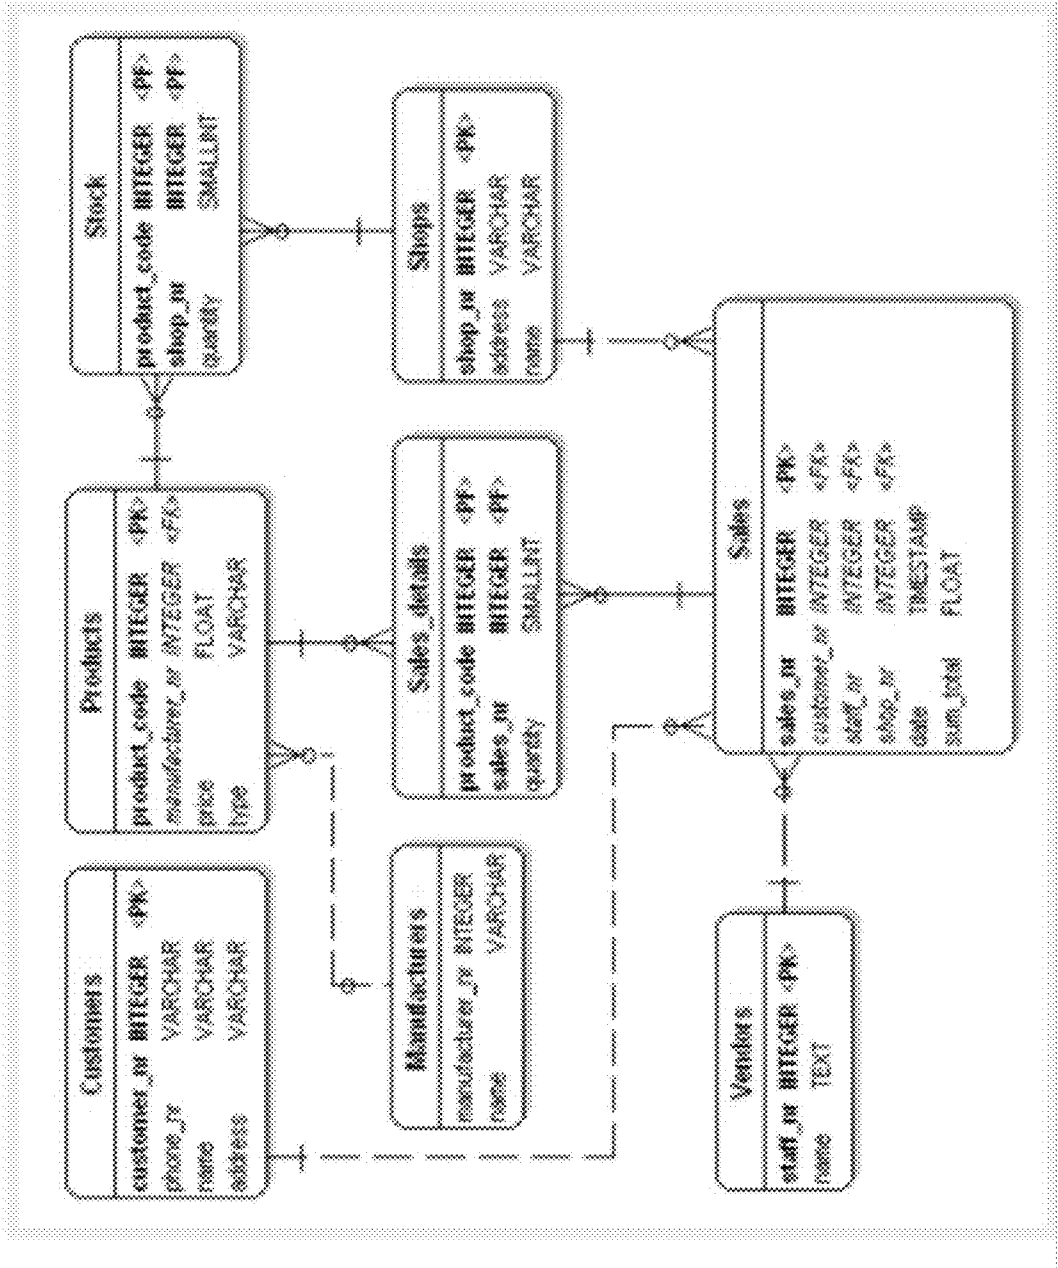 Customers
customer_nr INTEGER <PK>
phone_nr VARCHAR
name VARCHAR
address VARCHAR
Products
product_code INTEGER <PK>
manufacturer_nr INTEGER <FK>
price FLOAT
type VARCHAR
Stock
product_code INTEGER <PF>
shop_nr INTEGER <PF>
quantity SMALLINT
Manufacturers
manufacturer_nr INTEGER
name VARCHAR
Sales_details
product_code INTEGER <PF>
sales_nr INTEGER <PF>
quantity SMALLINT
Shops
shop_nr INTEGER <PK>
address VARCHAR
name VARCHAR
Vendors
staff_nr INTEGER <PK>
name TEXT
Sales
sales_nr INTEGER <PK>
customer_nr INTEGER <FK>
staff_nr INTEGER <FK>
shop_nr INTEGER <FK>
date TIMESTAMP
sum_total FLOAT